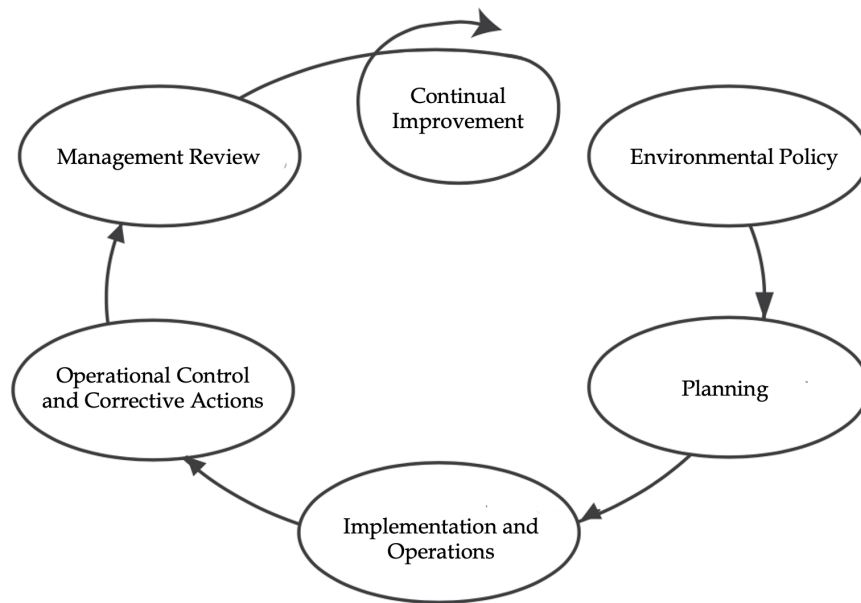 Continual
Improvement
Management Review
Environmental Policy
Operational Control
and Corrective Actions
Planning
Implementation and
Operations